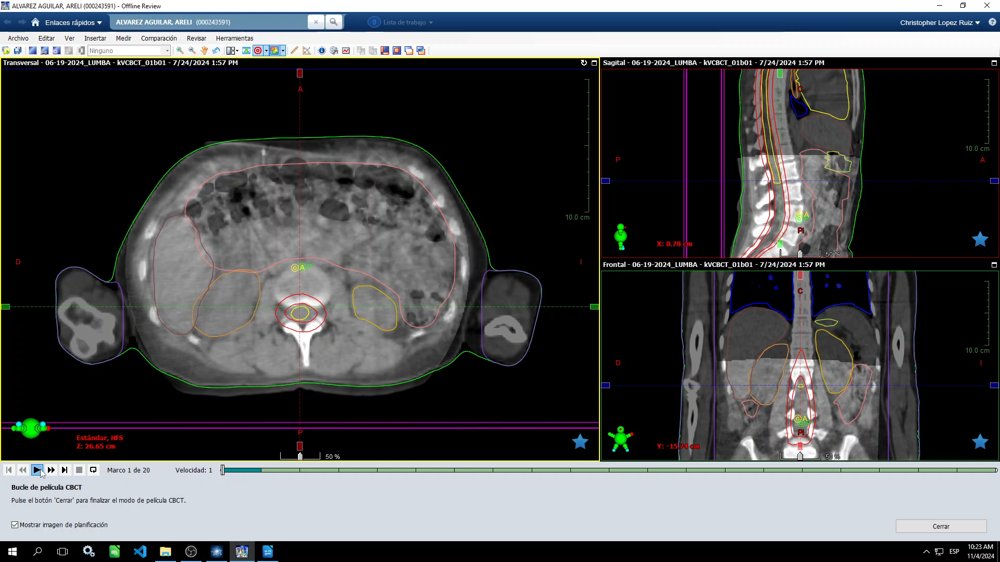 ALVAREZ AGUILAR, ARELI (000243591) - Offline Review
Enlaces rápidos
ALVAREZ AGUILAR, ARELI (000243591)
0 Lista de trabajo
Christopher Lopez Ruiz
Archivo Editar Ver Insertar Medir Comparación Revisar Herramientas
Ninguno
Transversal - 06-19-2024_LUMBA - kVCBCT_01b01 - 7/24/2024 1:57 PM
A
10.0 cm
D
I
A P
P
Estándar, HFS
Z: 26.65 cm
50 %
Sagital - 06-19-2024_LUMBA - kVCBCT_01b01 - 7/24/2024 1:57 PM
C
10.0 cm
P
A
A
P
Pi
X: 0.78 cm
50 %
Frontal - 06-19-2024_LUMBA - kVCBCT_01b01 - 7/24/2024 1:57 PM
C
10.0 cm
D
I
A
P
Pi
Y: -15.74 cm
50 %
Marco 1 de 20
Velocidad: 1
Bucle de película CBCT
Pulse el botón 'Cerrar' para finalizar el modo de película CBCT.
Mostrar imagen de planificación
Cerrar
ESP
10:23 AM
11/4/2024